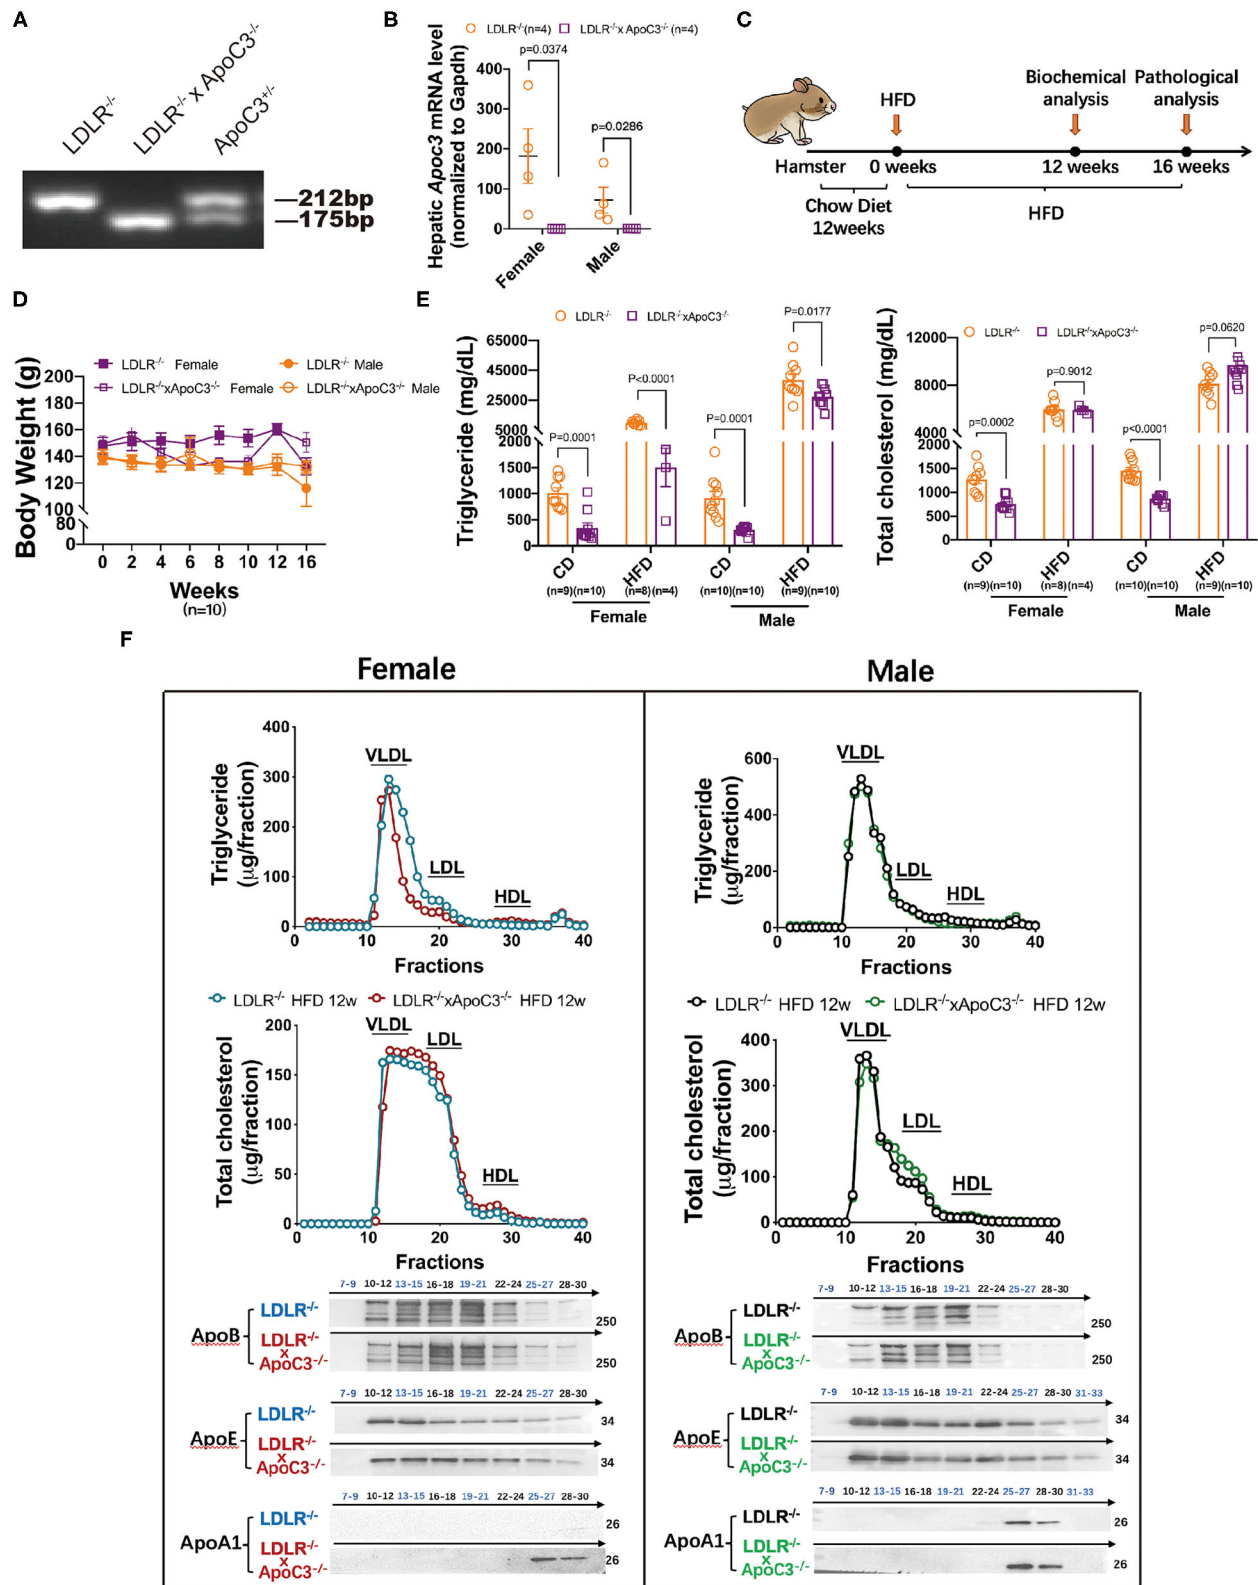 A
LDLR-/-
LDLR-/- x ApoC3-/-
ApoC3+/-
212bp
175bp
B
LDLR-/-(n=4) LDLR-/-x ApoC3-/-(n=4)
p=0.0374
p=0.0286
Hepatic Apoc3 mRNA level
(normalized to Gapdh)
400
300
200
100
0
Female
Male
C
Biochemical analysis
Pathological analysis
HFD
Hamster
0 weeks
12 weeks
16 weeks
Chow Diet
12weeks
HFD
D
LDLR-/- Female
LDLR-/- Male
LDLR-/-xApoC3-/- Female
LDLR-/-xApoC3-/- Male
Body Weight (g)
200
180
160
140
120
100
80
0
0 2 4 6 8 10 12 16
Weeks
(n=10)
E
LDLR-/- LDLR-/-xApoC3-/-
Triglyceride (mg/dL)
65000
45000
25000
5000
2000
1500
1000
500
0
P=0.0001
P<0.0001
P=0.0001
P=0.0177
CD HFD CD HFD
(n=9)(n=10) (n=8)(n=4) (n=10)(n=10) (n=9)(n=10)
Female Male
LDLR-/- LDLR-/-xApoC3-/-
Total cholesterol (mg/dL)
12000
8000
4000
2000
1500
1000
500
0
p=0.0002
p=0.9012
p<0.0001
p=0.0620
CD HFD CD HFD
(n=9)(n=10) (n=8)(n=4) (n=10)(n=10) (n=9)(n=10)
Female Male
F
Female
Triglyceride
(μg/fraction)
400
300
200
100
0
VLDL
LDL
HDL
0 10 20 30 40
Fractions
LDLR-/- HFD 12w LDLR-/-xApoC3-/- HFD 12w
Total cholesterol
(μg/fraction)
200
150
100
50
0
VLDL
LDL
HDL
0 10 20 30 40
Fractions
7-9 10-12 13-15 16-18 19-21 22-24 25-27 28-30
ApoB
LDLR-/-
250
LDLR-/-
x
ApoC3-/-
250
7-9 10-12 13-15 16-18 19-21 22-24 25-27 28-30
ApoE
LDLR-/-
34
LDLR-/-
x
ApoC3-/-
34
7-9 10-12 13-15 16-18 19-21 22-24 25-27 28-30
ApoA1
LDLR-/-
26
LDLR-/-
x
ApoC3-/-
26
Male
Triglyceride
(μg/fraction)
600
400
200
0
VLDL
LDL
HDL
0 10 20 30 40
Fractions
LDLR-/- HFD 12w LDLR-/-xApoC3-/- HFD 12w
Total cholesterol
(μg/fraction)
400
300
200
100
0
VLDL
LDL
HDL
0 10 20 30 40
Fractions
7-9 10-12 13-15 16-18 19-21 22-24 25-27 28-30
ApoB
LDLR-/-
250
LDLR-/-
x
ApoC3-/-
250
7-9 10-12 13-15 16-18 19-21 22-24 25-27 28-30 31-33
ApoE
LDLR-/-
34
LDLR-/-
x
ApoC3-/-
34
7-9 10-12 13-15 16-18 19-21 22-24 25-27 28-30 31-33
ApoA1
LDLR-/-
26
LDLR-/-
x
ApoC3-/-
26